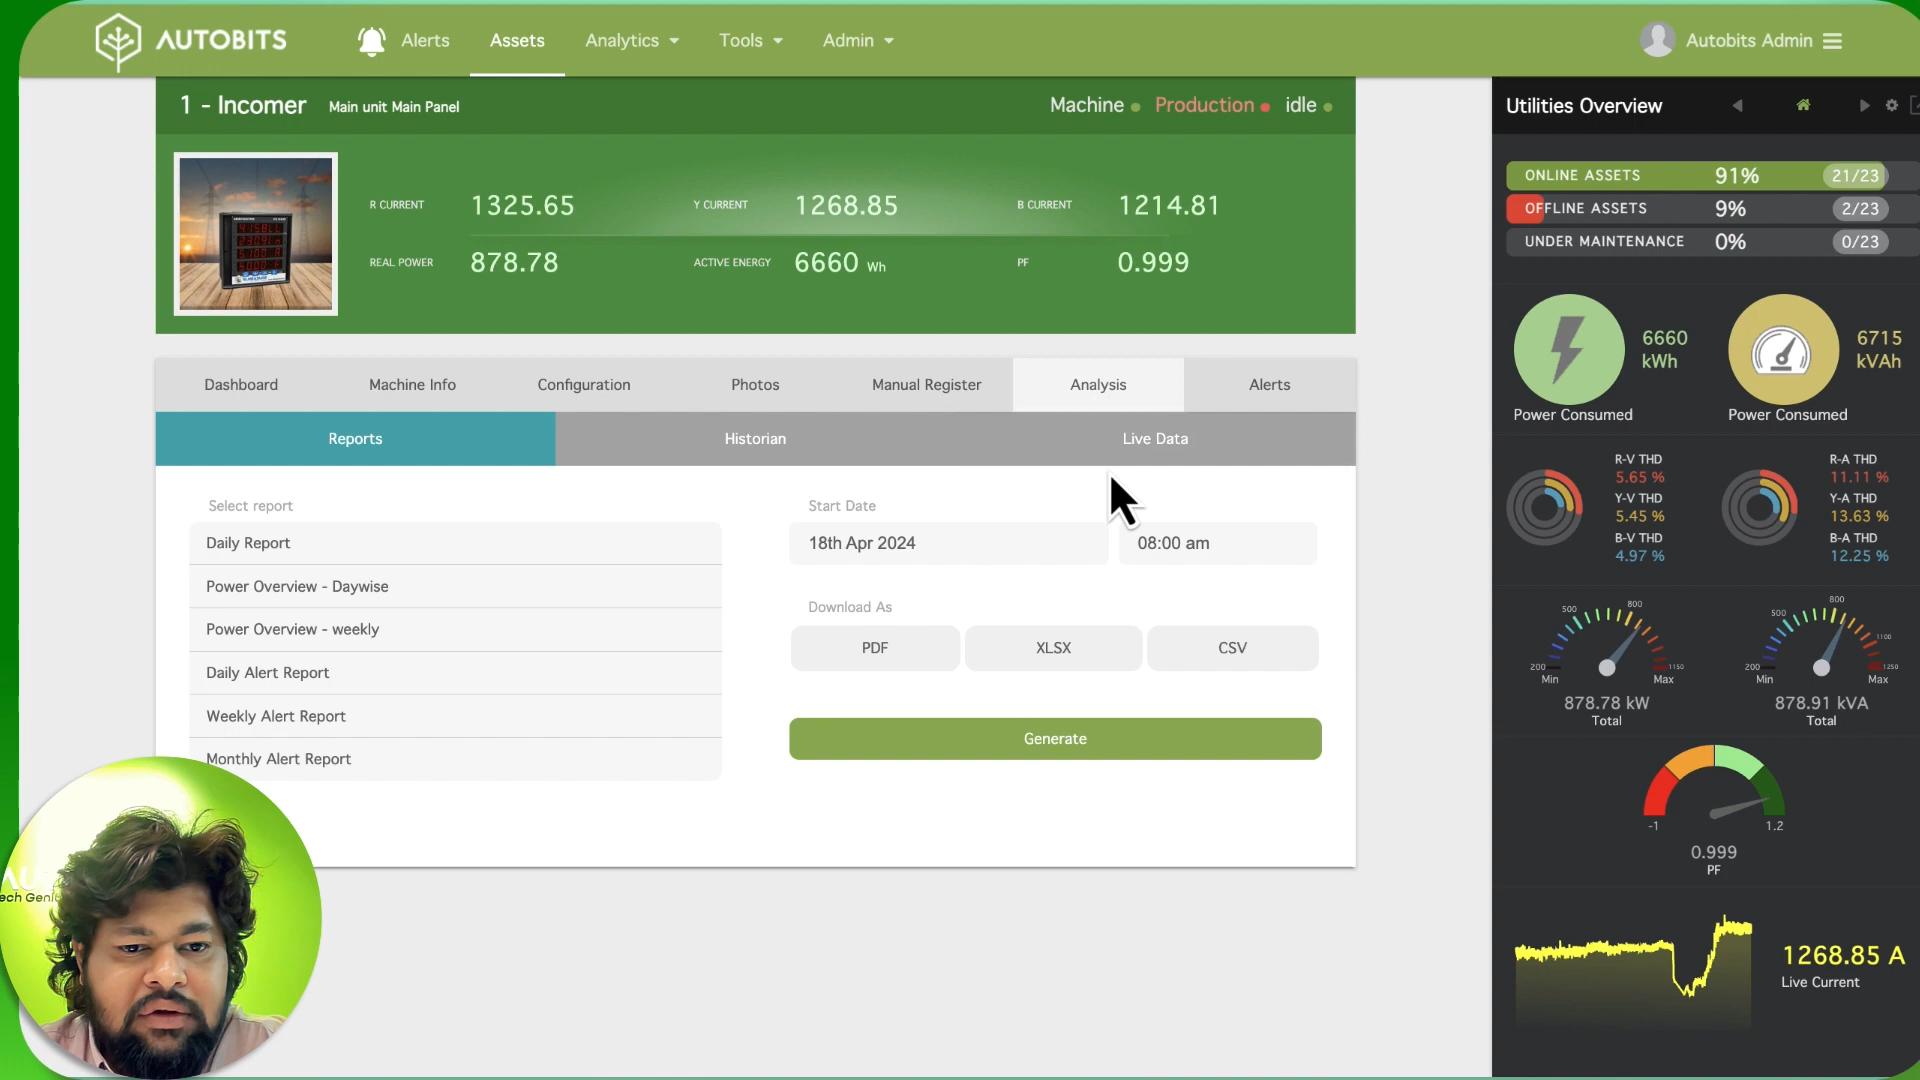 AUTOBITS
Alerts
Assets
Analytics
Tools
Admin
Autobits Admin
1 - Incomer
Main unit Main Panel
Machine
Production
idle
R CURRENT
1325.65
Y CURRENT
1268.85
B CURRENT
1214.81
REAL POWER
878.78
ACTIVE ENERGY
6660 Wh
PF
0.999
Dashboard
Machine Info
Configuration
Photos
Manual Register
Analysis
Alerts
Reports
Historian
Live Data
Select report
Daily Report
Power Overview - Daywise
Power Overview - weekly
Daily Alert Report
Weekly Alert Report
Monthly Alert Report
Start Date
18th Apr 2024
08:00 am
Download As
PDF
XLSX
CSV
Generate
Utilities Overview
ONLINE ASSETS 91% 21/23
OFFLINE ASSETS 9% 2/23
UNDER MAINTENANCE 0% 0/23
6660
kWh
Power Consumed
6715
kVAh
Power Consumed
R-V THD
5.65 %
Y-V THD
5.45 %
B-V THD
4.97 %
R-A THD
11.11 %
Y-A THD
13.63 %
B-A THD
12.25 %
200
500
800
1150
Min
Max
878.78 kW
Total
200
500
800
1100
1250
Min
Max
878.91 kVA
Total
-1
1.2
0.999
PF
1268.85 A
Live Current